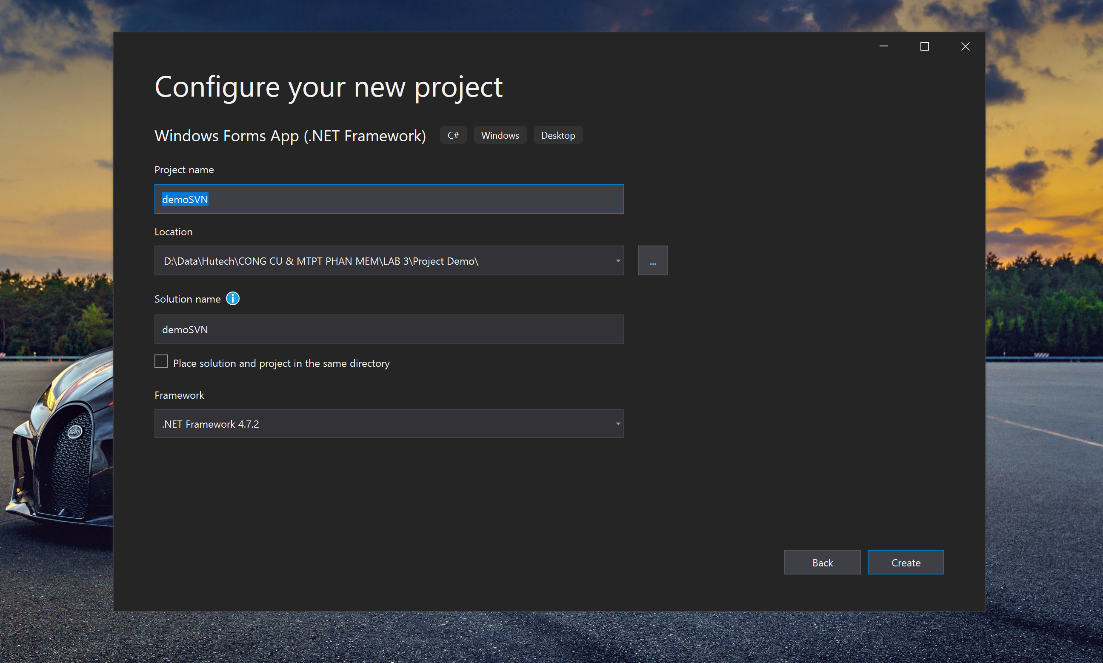 Configure your new project
Windows Forms App (.NET Framework) C# Windows Desktop
Project name
demoSVN
Location
D:\Data\Hutech\CONG CU & MTPT PHAN MEM\LAB 3\Project Demo\
...
Solution name
demoSVN
Place solution and project in the same directory
Framework
.NET Framework 4.7.2
Back Create